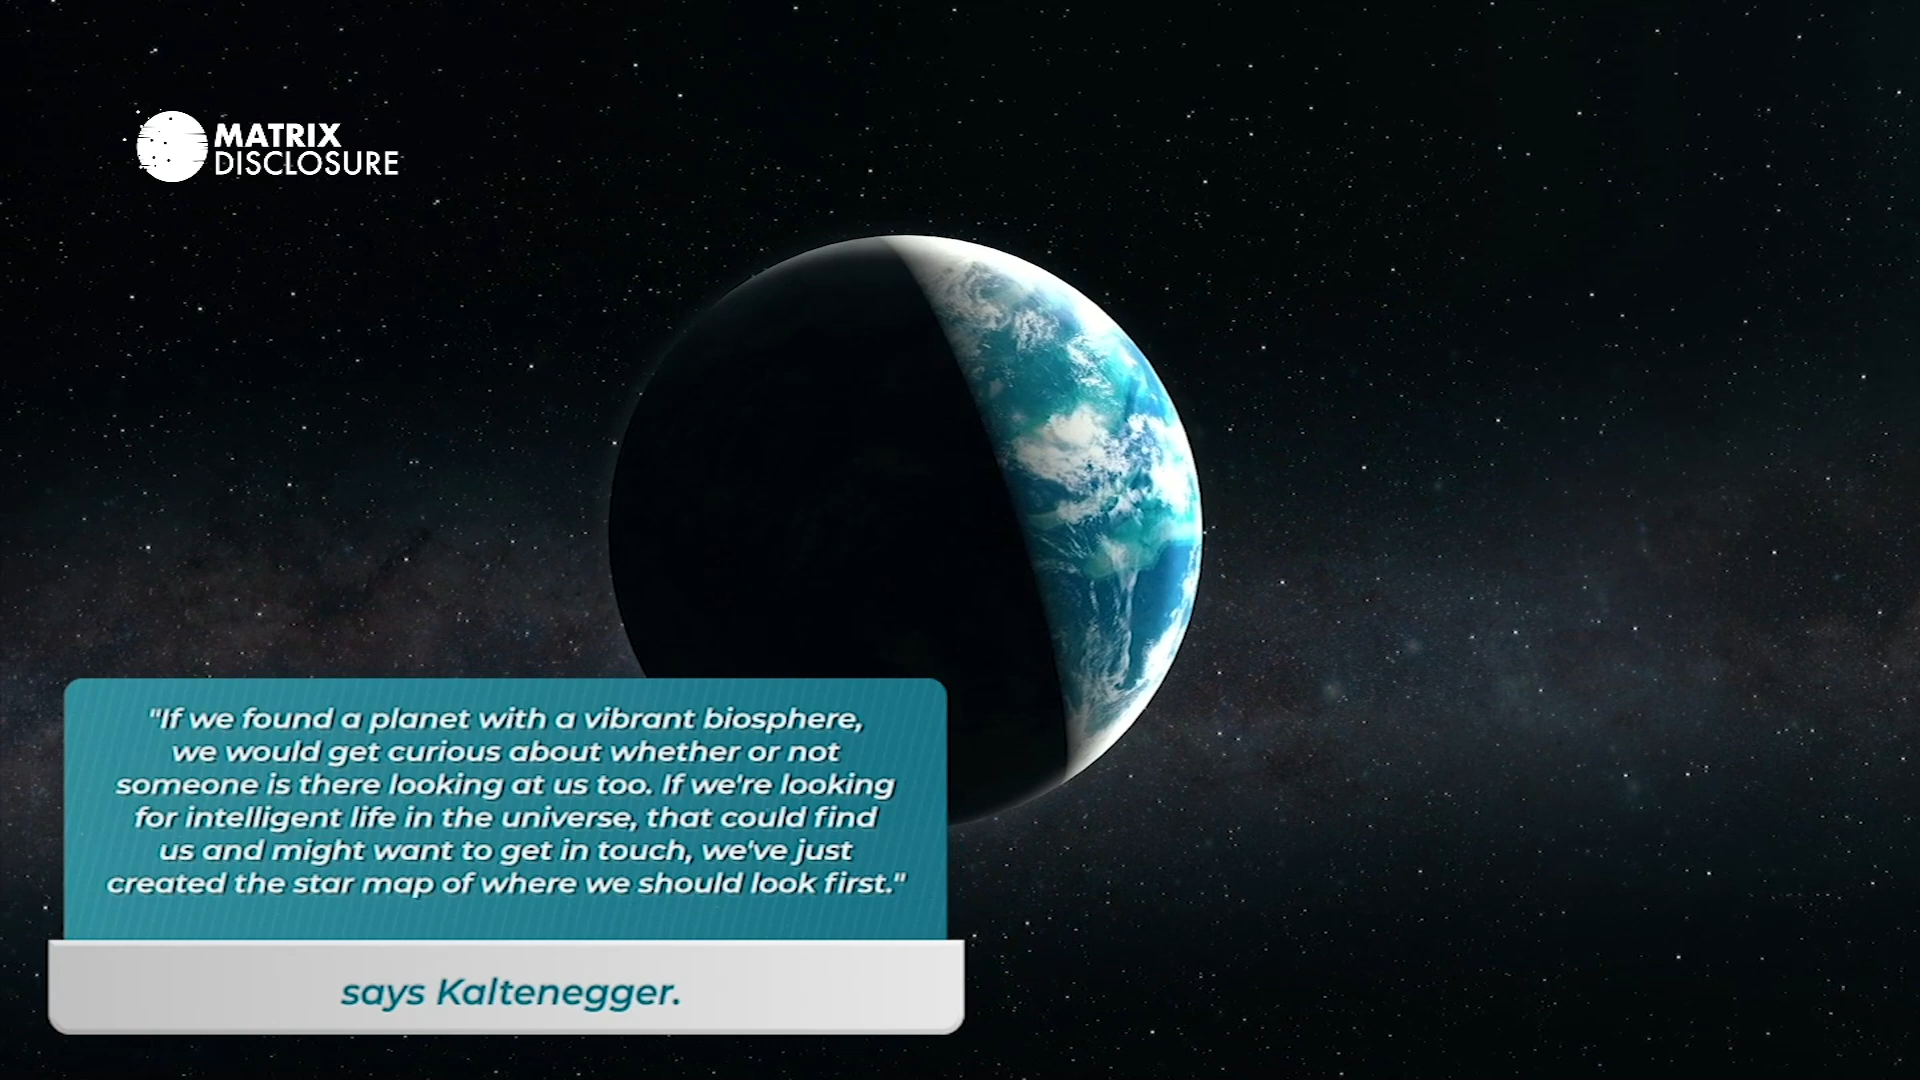 MATRIX
DISCLOSURE
"If we found a planet with a vibrant biosphere,
we would get curious about whether or not
someone is there looking at us too. If we're looking
for intelligent life in the universe, that could find
us and might want to get in touch, we've just
created the star map of where we should look first."
says Kaltenegger.